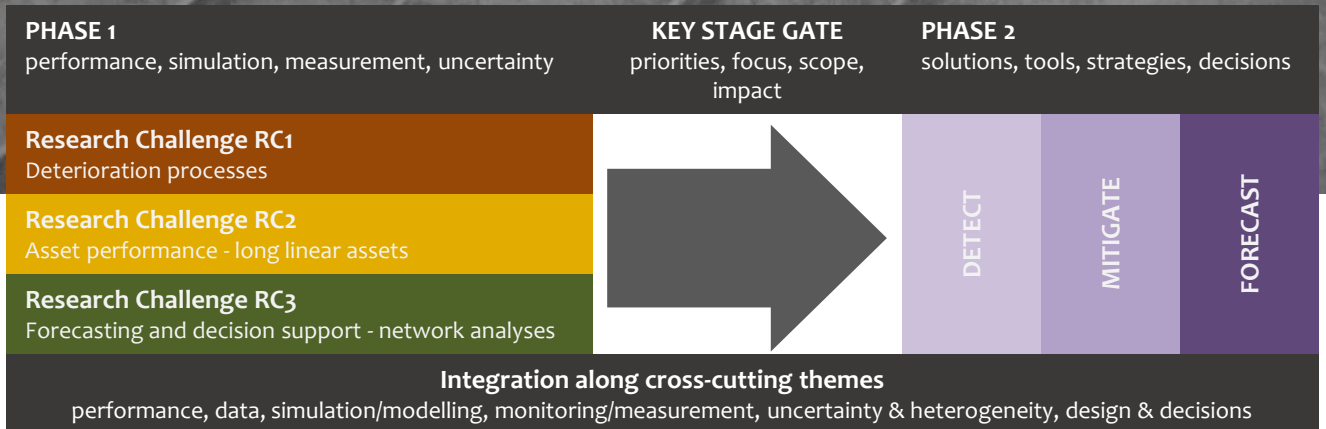 PHASE 1
performance, simulation, measurement, uncertainty
KEY STAGE GATE
priorities, focus, scope,
impact
PHASE 2
solutions, tools, strategies, decisions
Research Challenge RC1
Deterioration processes
Research Challenge RC2
Asset performance - long linear assets
Research Challenge RC3
Forecasting and decision support - network analyses
DETECT
MITIGATE
FORECAST
Integration along cross-cutting themes
performance, data, simulation/modelling, monitoring/measurement, uncertainty & heterogeneity, design & decisions